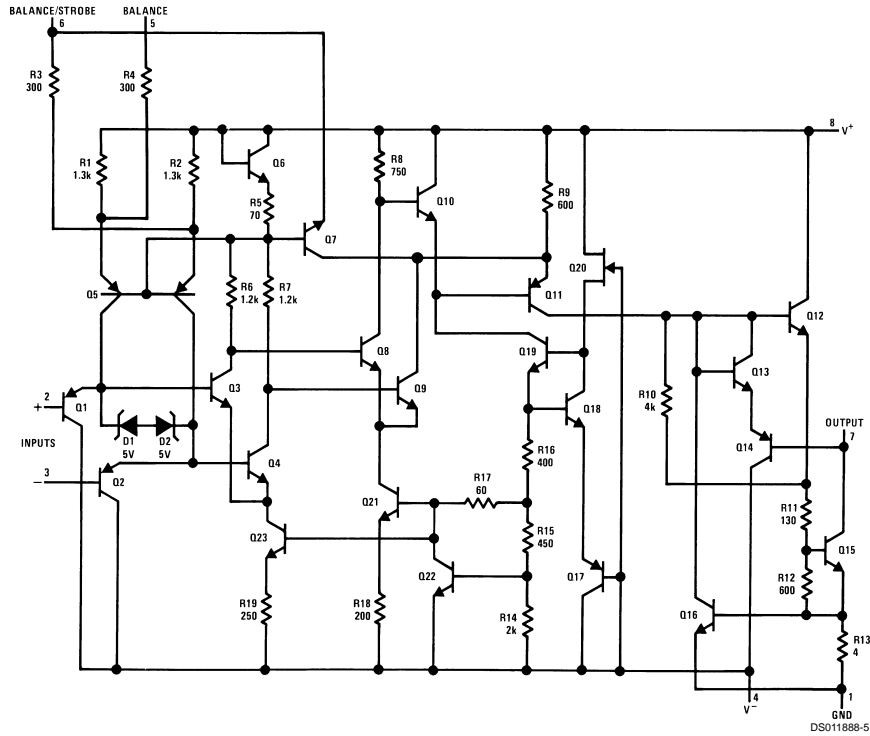 BALANCE/STROBE
6
BALANCE
5
R3
300
R4
300
8
V+
R1
1.3k
R2
1.3k
Q6
R5
70
R8
750
Q10
R9
600
Q7
Q20
Q5
R6
1.2k
R7
1.2k
Q11
Q12
Q8
Q19
Q13
Q3
Q9
R10
4k
2
+
Q1
Q18
D1
5V
D2
5V
OUTPUT
7
INPUTS
Q14
3
−
Q2
Q4
R16
400
R17
60
Q21
R11
130
Q15
Q23
R15
450
Q22
Q17
R12
600
R19
250
R18
200
R14
2k
Q16
R13
4
4
V−
1
GND
DS011888-5